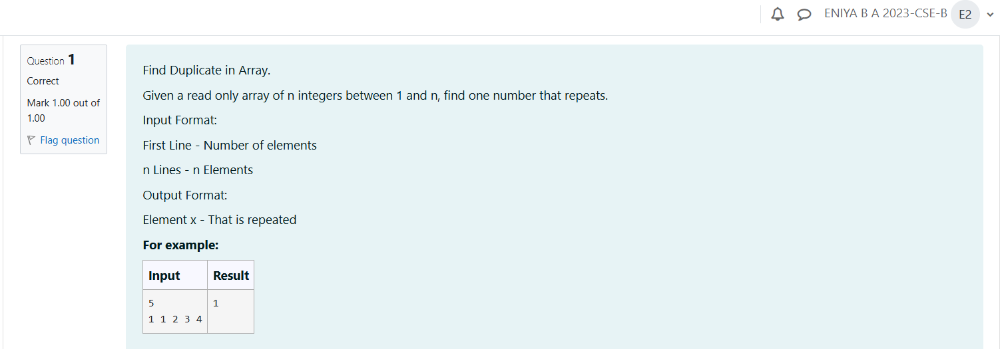 ENIYA B A 2023-CSE-B E2
Question 1
Correct
Mark 1.00 out of
1.00
Flag question
Find Duplicate in Array.
Given a read only array of n integers between 1 and n, find one number that repeats.
Input Format:
First Line - Number of elements
n Lines - n Elements
Output Format:
Element x - That is repeated
For example:
Input Result
5 1
1 1 2 3 4